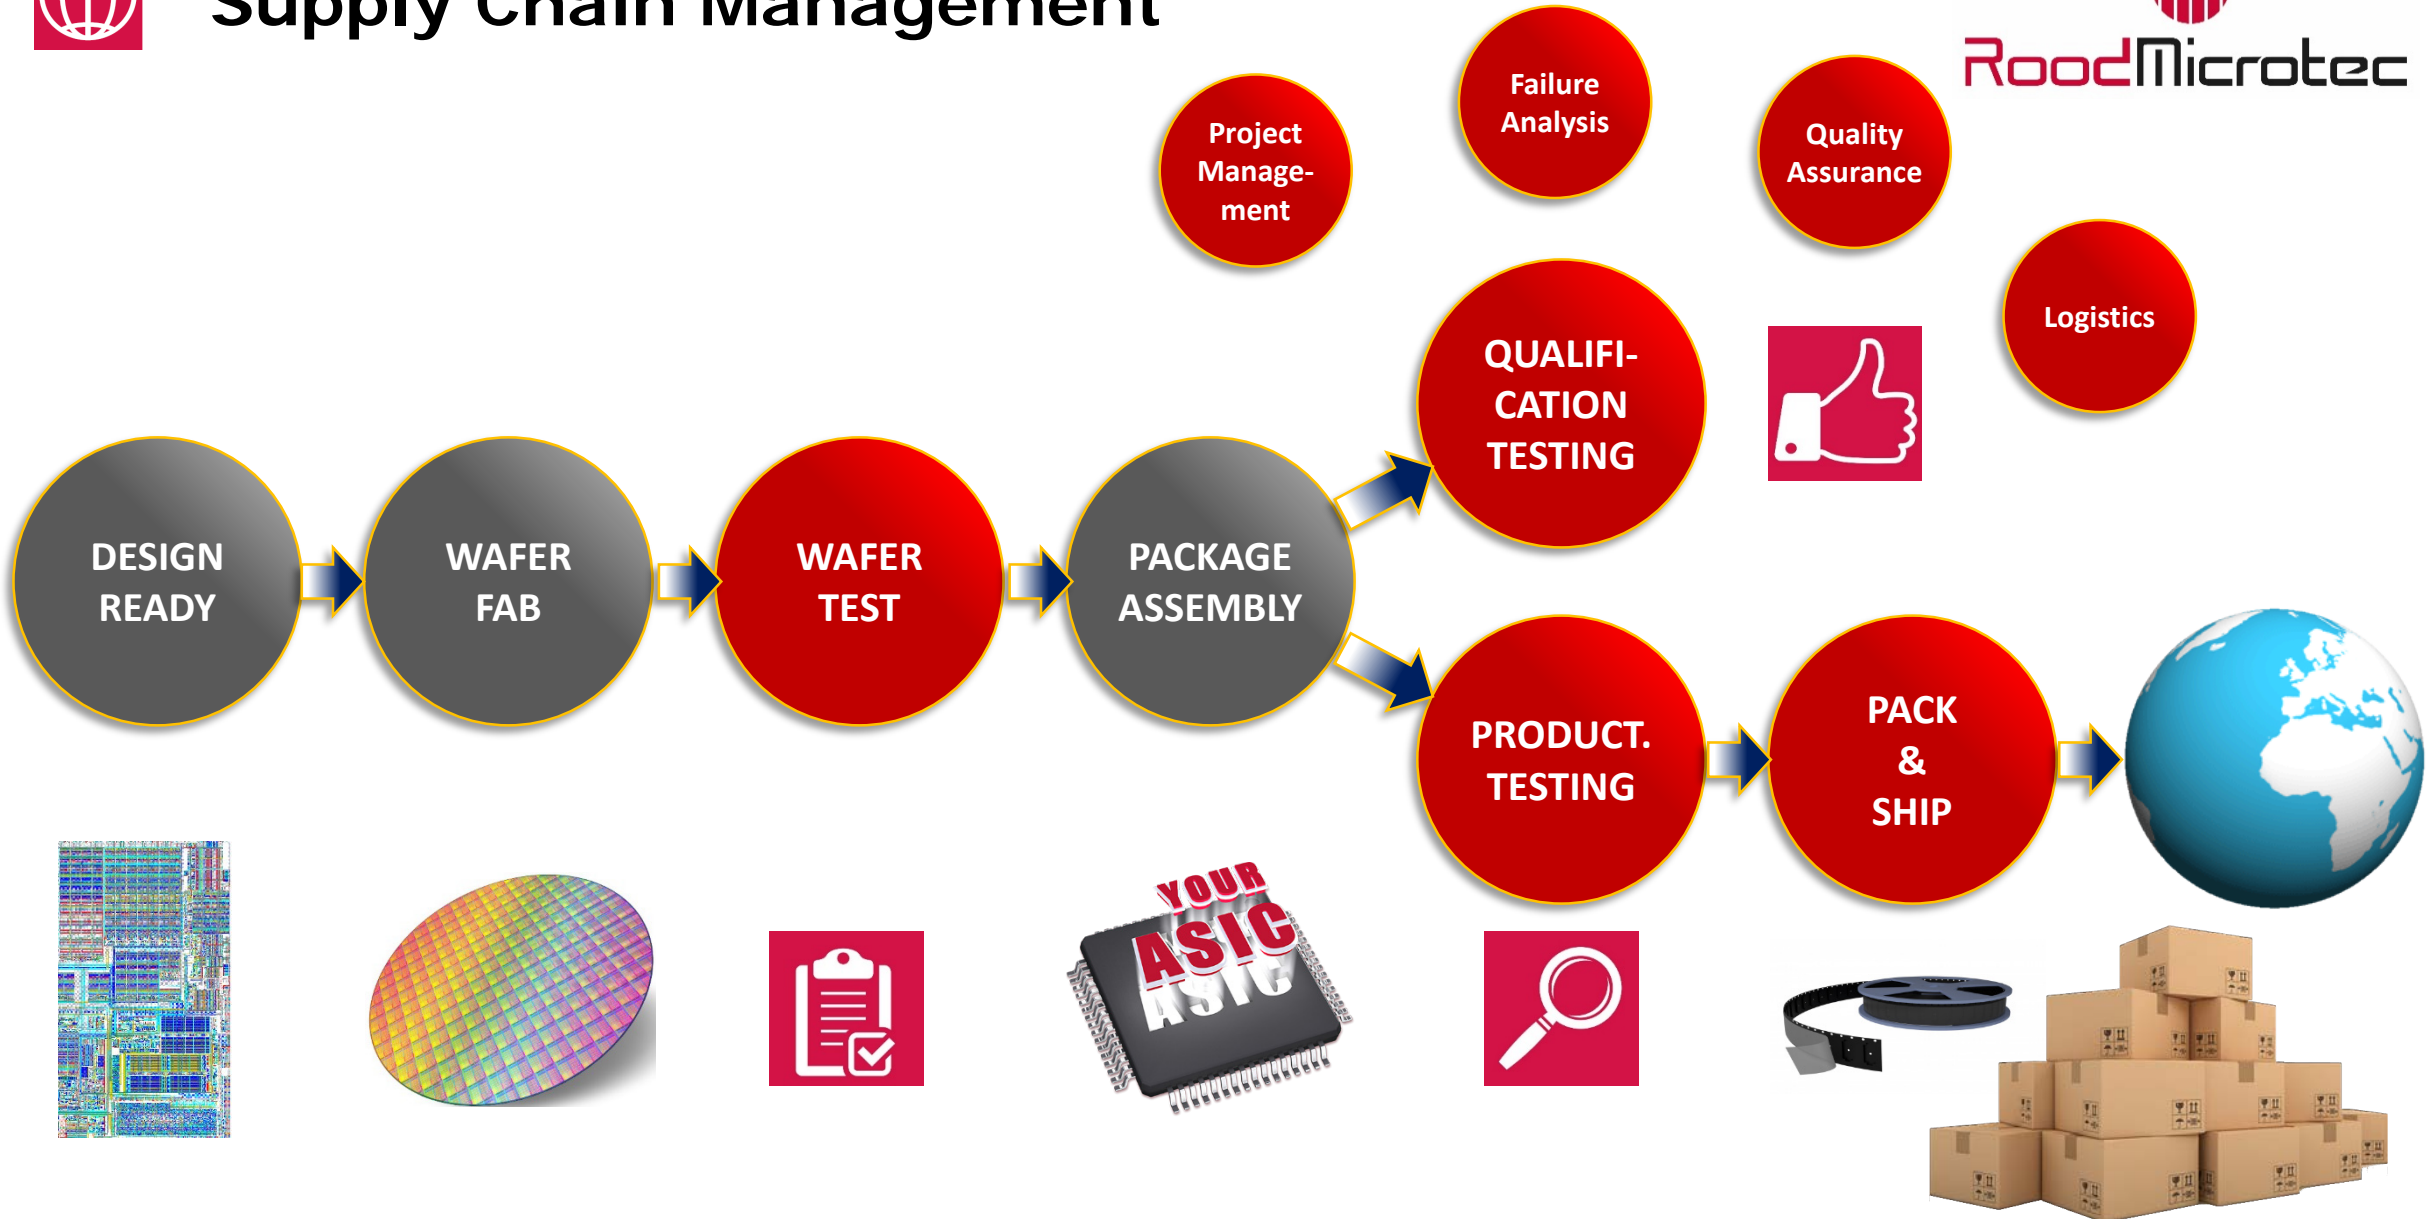 Supply Chain Management
RoodMicrotec
Project
Manage-
ment
Failure
Analysis
Quality
Assurance
Logistics
QUALIFI-
CATION
TESTING
DESIGN
READY
WAFER
FAB
WAFER
TEST
PACKAGE
ASSEMBLY
PRODUCT.
TESTING
PACK
&
SHIP
YOUR
ASIC
ASIC